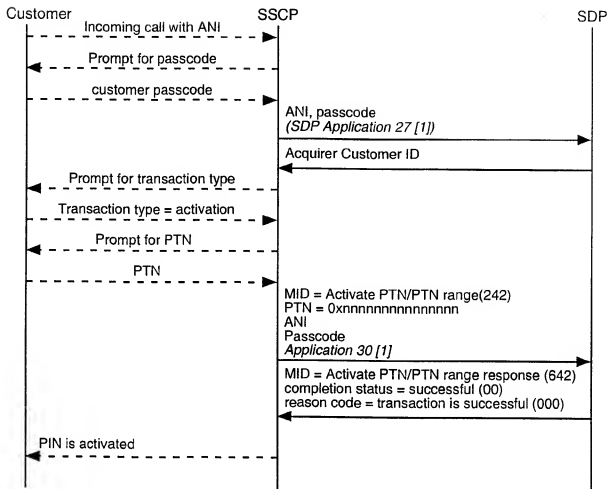 Customer SSCP SDP
Incoming call with ANI
Prompt for passcode
customer passcode
ANI, passcode
(SDP Application 27 [1])
Acquirer Customer ID
Prompt for transaction type
Transaction type = activation
Prompt for PTN
PTN
MID = Activate PTN/PTN range(242)
PTN = 0xnnnnnnnnnnnnnnnn
ANI
Passcode
Application 30 [1]
MID = Activate PTN/PTN range response (642)
completion status = successful (00)
reason code = transaction is successful (000)
PIN is activated